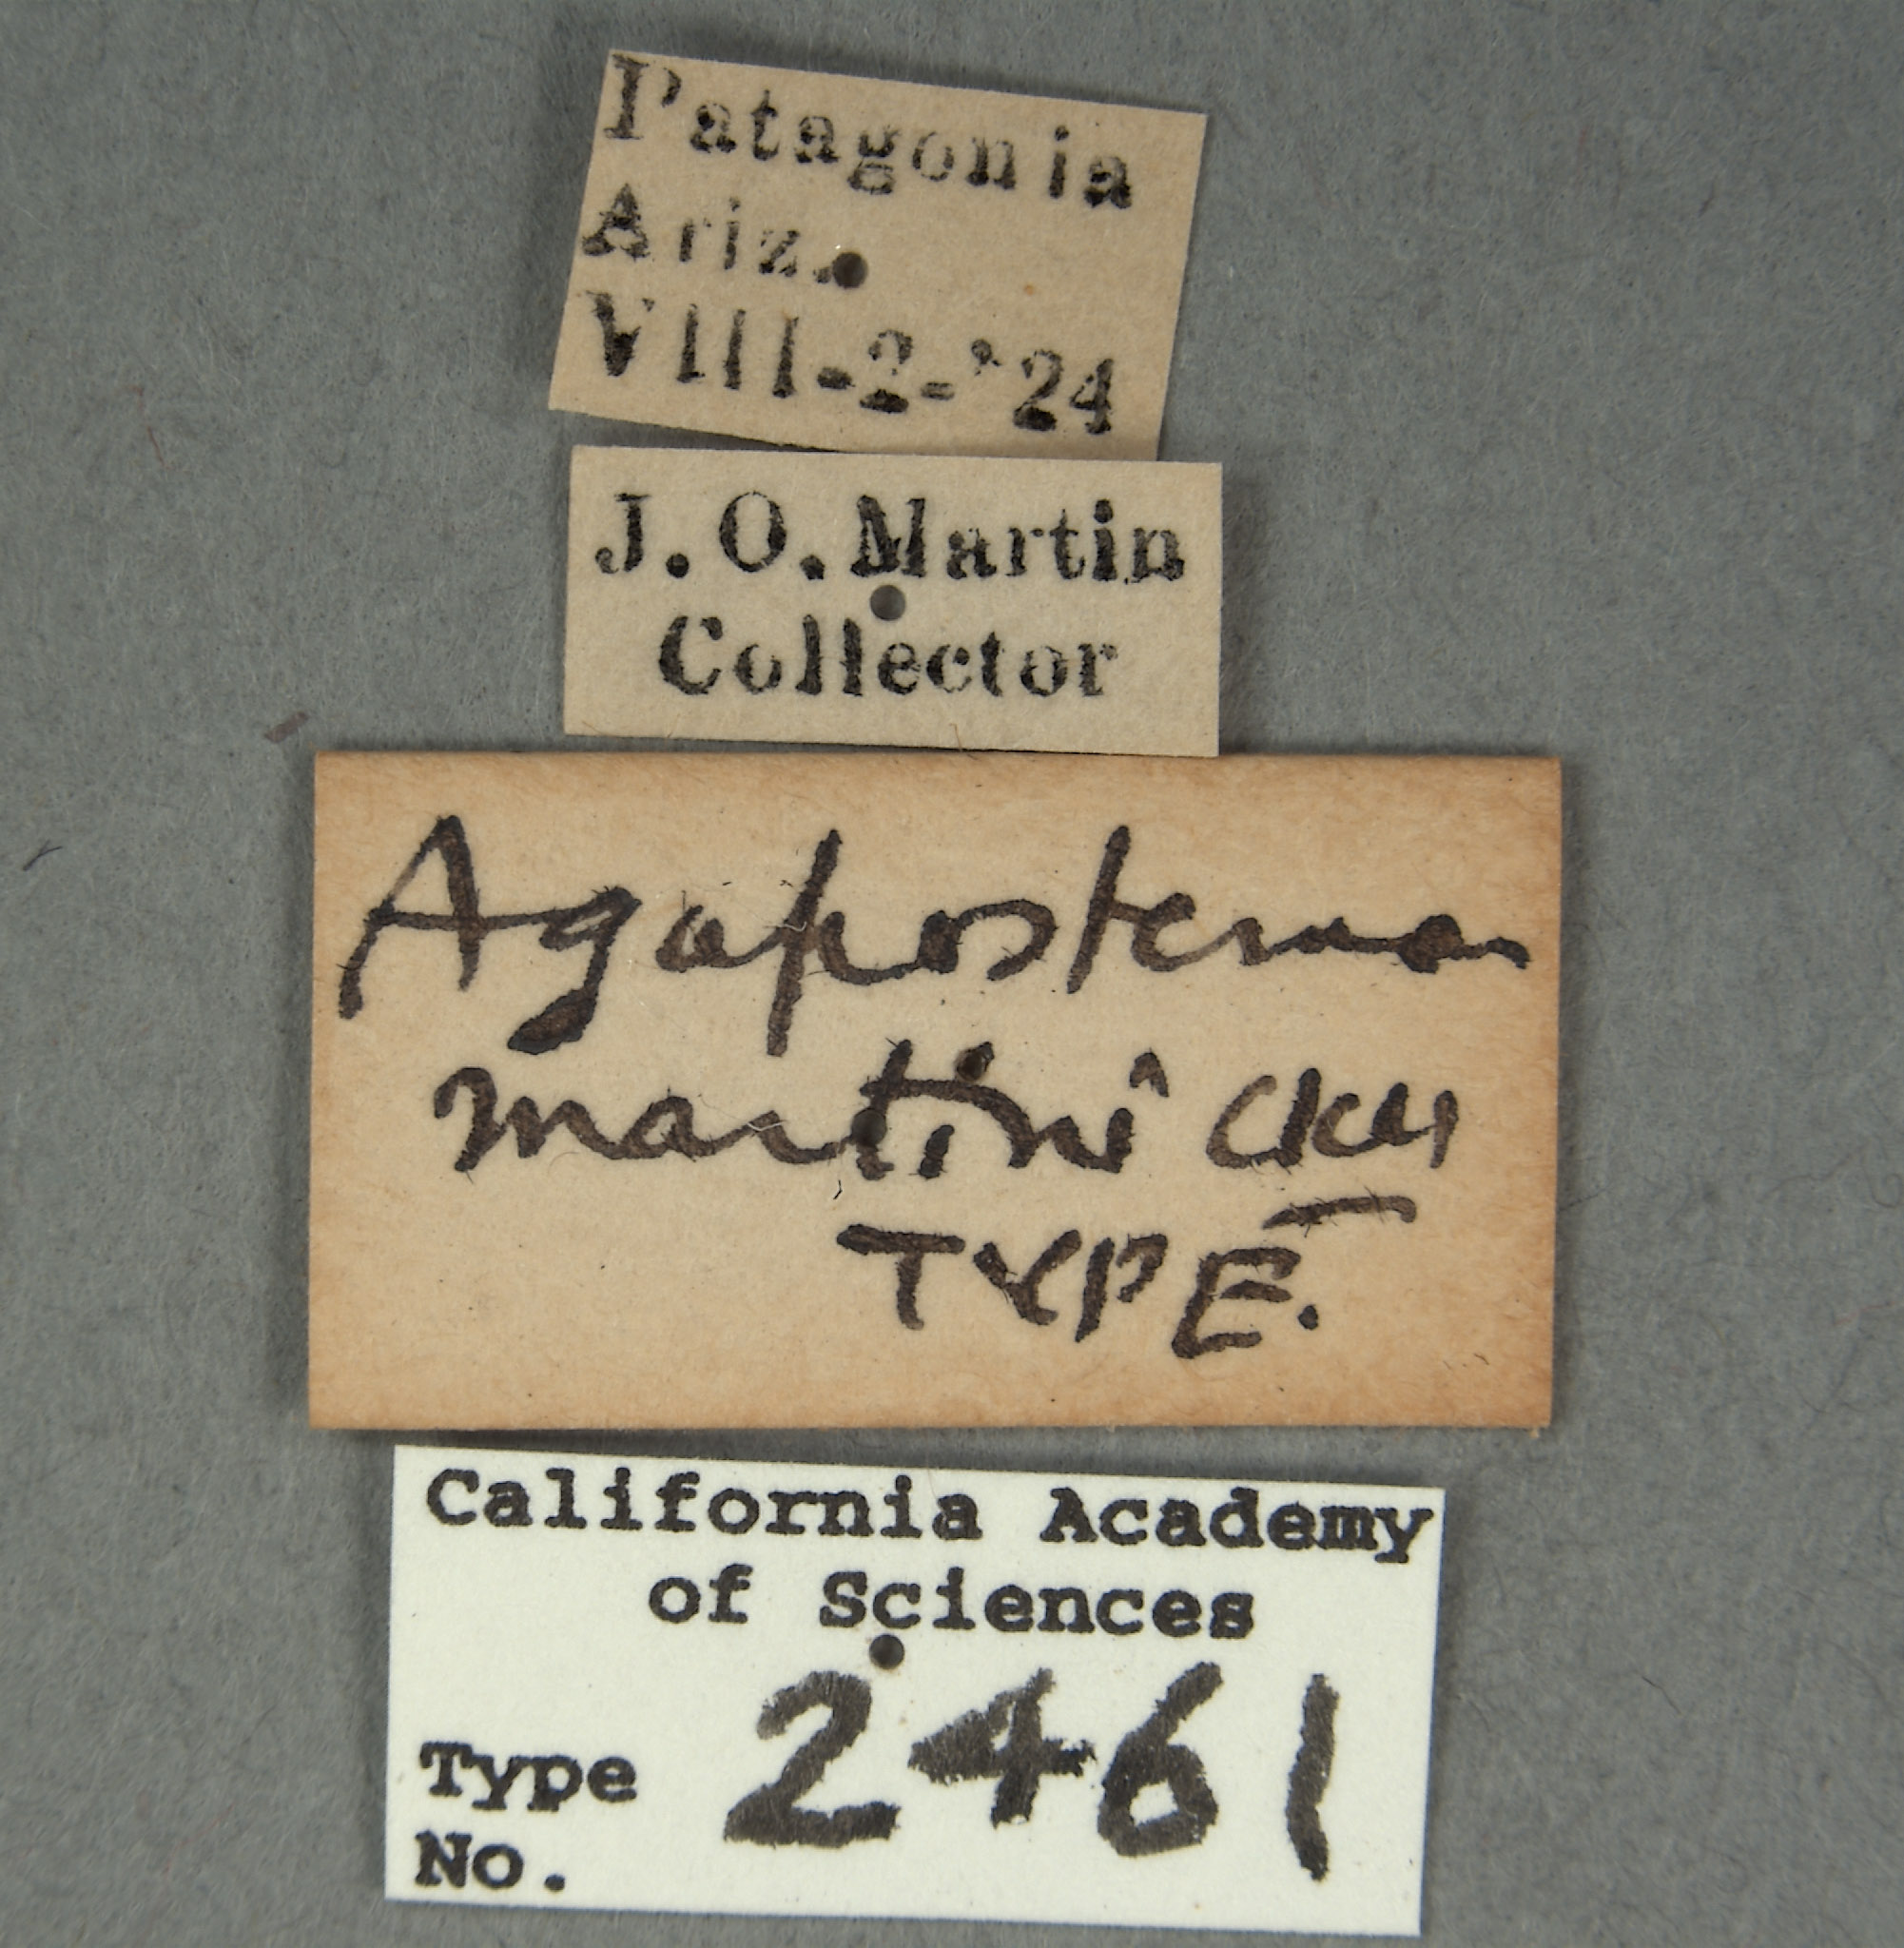 Patagonia
Ariz.
VIII-2-'24
J. O. Martin
Collector
Agapostemon
martini Ckll
TYPE.
California Academy
of Sciences
Type
No. 2461